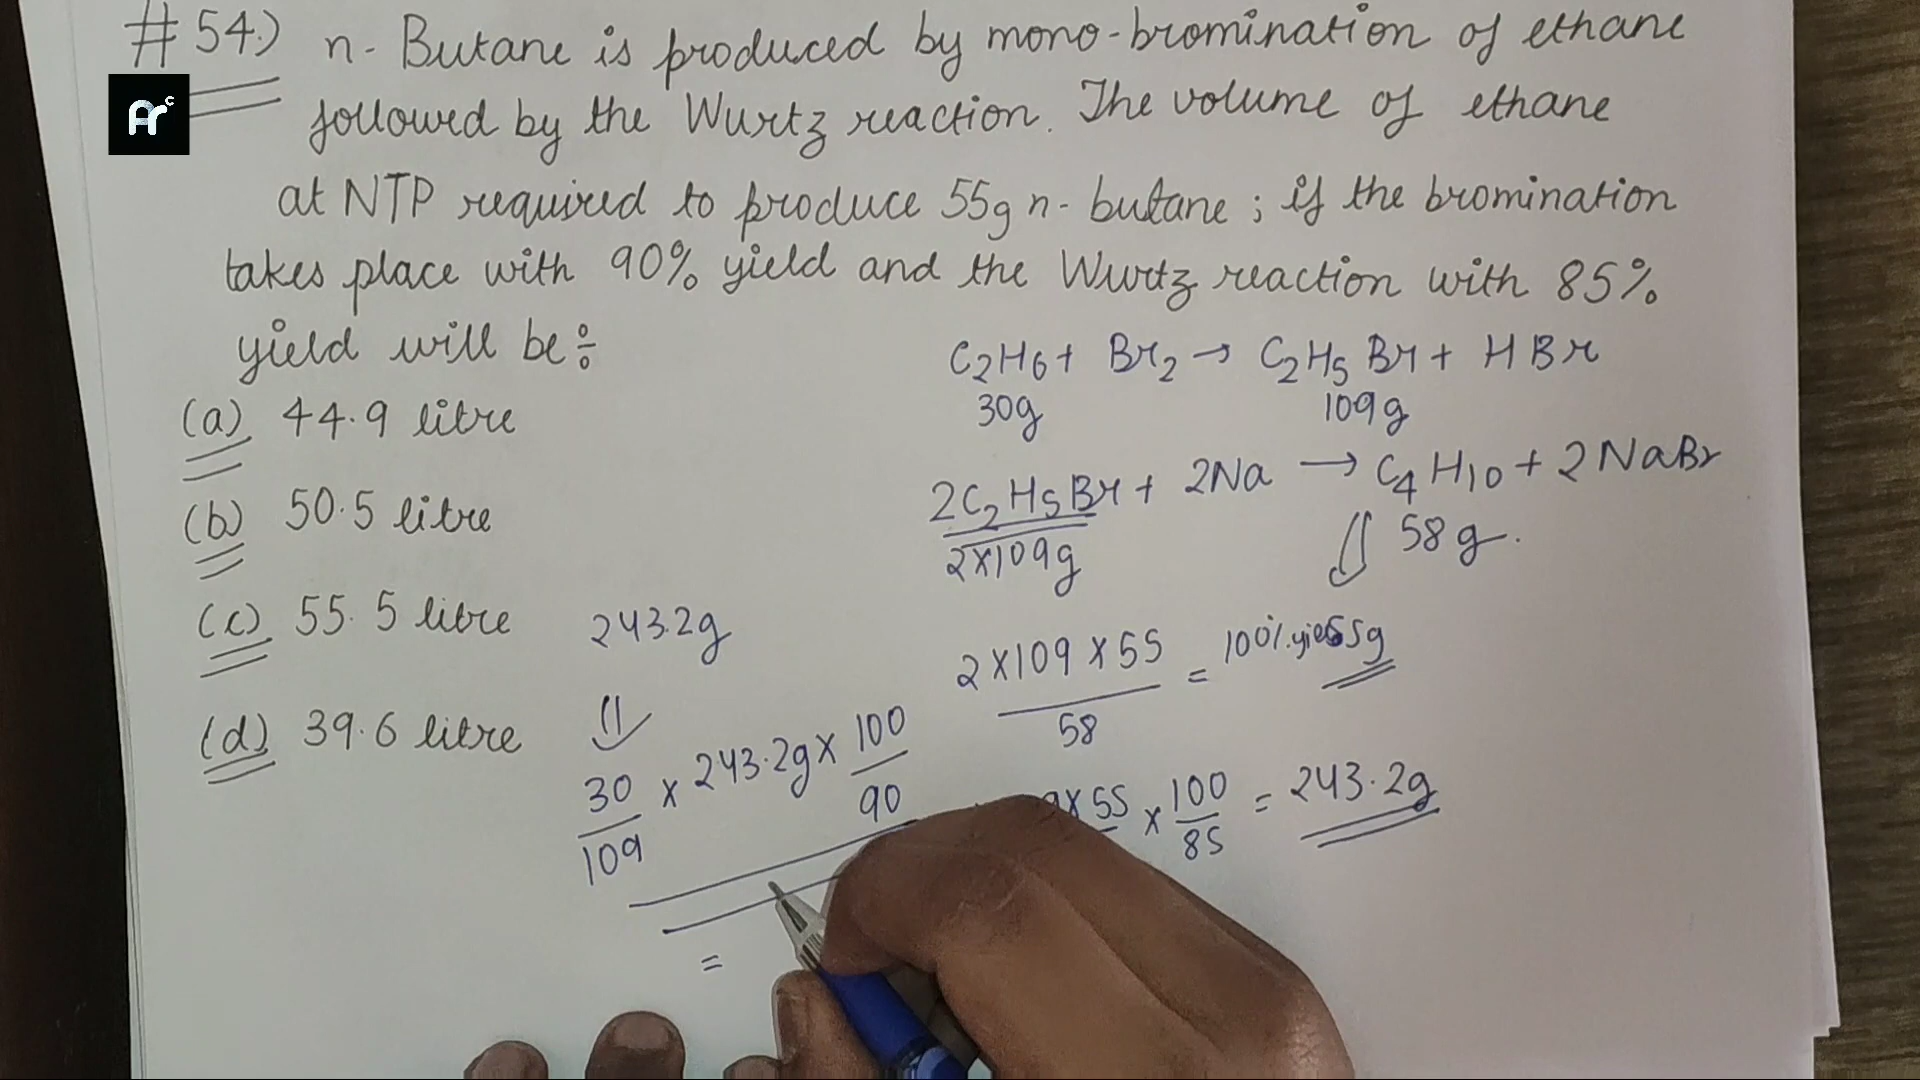 #54.) n-Butane is produced by mono-bromination of ethane
Ar c
followed by the Wurtz reaction. The volume of ethane
at NTP required to produce 55g n-butane; if the bromination
takes place with 90% yield and the Wurtz reaction with 85%
yield will be:
(a) 44.9 litre
(b) 50.5 litre
(c) 55.5 litre
(d) 39.6 litre
C2H6 + Br2 → C2H5Br + HBr
30g 109g
2C2H5Br + 2Na → C4H10 + 2NaBr
2×109g 58g.
2×109×55 = 100%.
58
×55 × 100 = 243.2g
85
243.2g
30 × 243.2g × 100
109 90
=